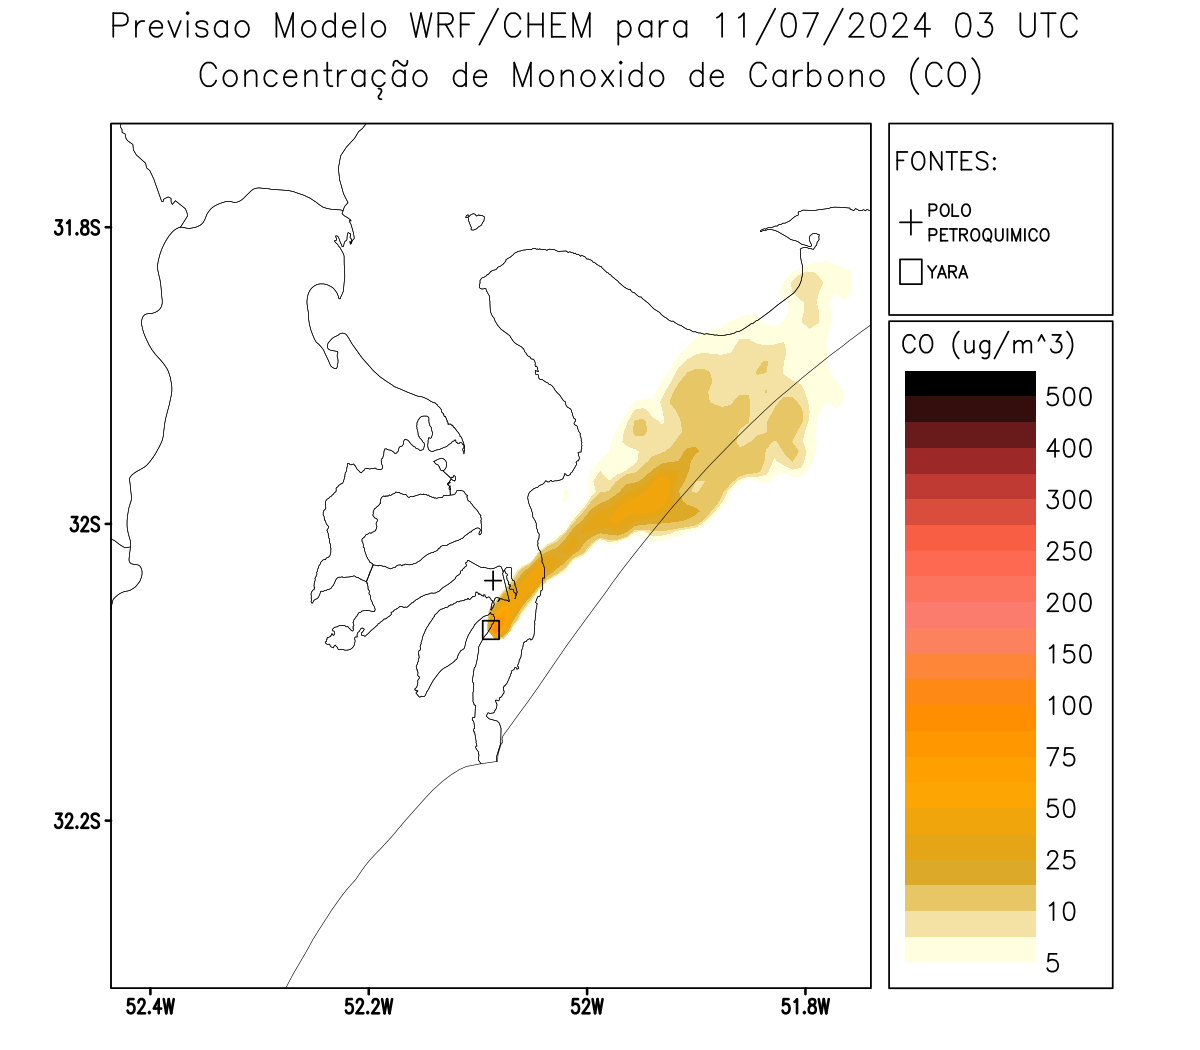 Previsao Modelo WRF/CHEM para 11/07/2024 03 UTC
Concentração de Monoxido de Carbono (CO)
FONTES:
POLO
PETROQUIMICO
YARA
CO (ug/m^3)
500
400
300
250
200
150
100
75
50
25
10
5
31.8S
32S
32.2S
52.4W
52.2W
52W
51.8W